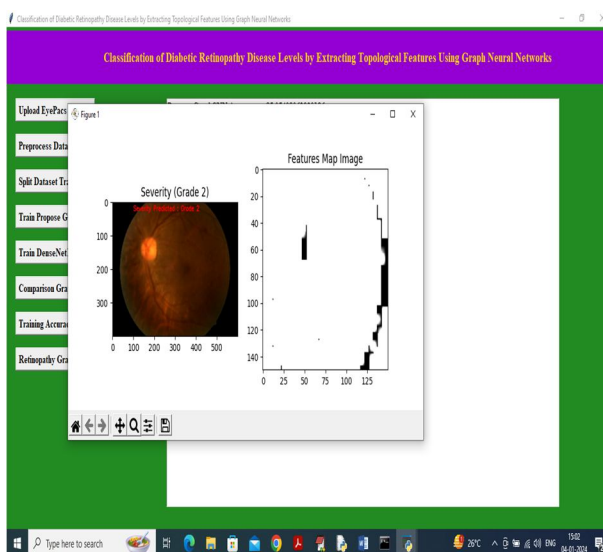 Classification of Diabetic Retinopathy Disease Levels by Extracting Topological Features Using Graph Neural Networks
Classification of Diabetic Retinopathy Disease Levels by Extracting Topological Features Using Graph Neural Networks
Upload EyePacs
Preprocess Data
Split Dataset Tra
Train Propose G
Train DenseNet
Comparison Gra
Training Accurac
Retinopathy Gra
Figure 1
Severity (Grade 2)
0
100
200
300
0 100 200 300 400 500
Features Map Image
0
20
40
60
80
100
120
140
0 25 50 75 100 125
Type here to search
26°C
ENG
15:02
04-01-2024